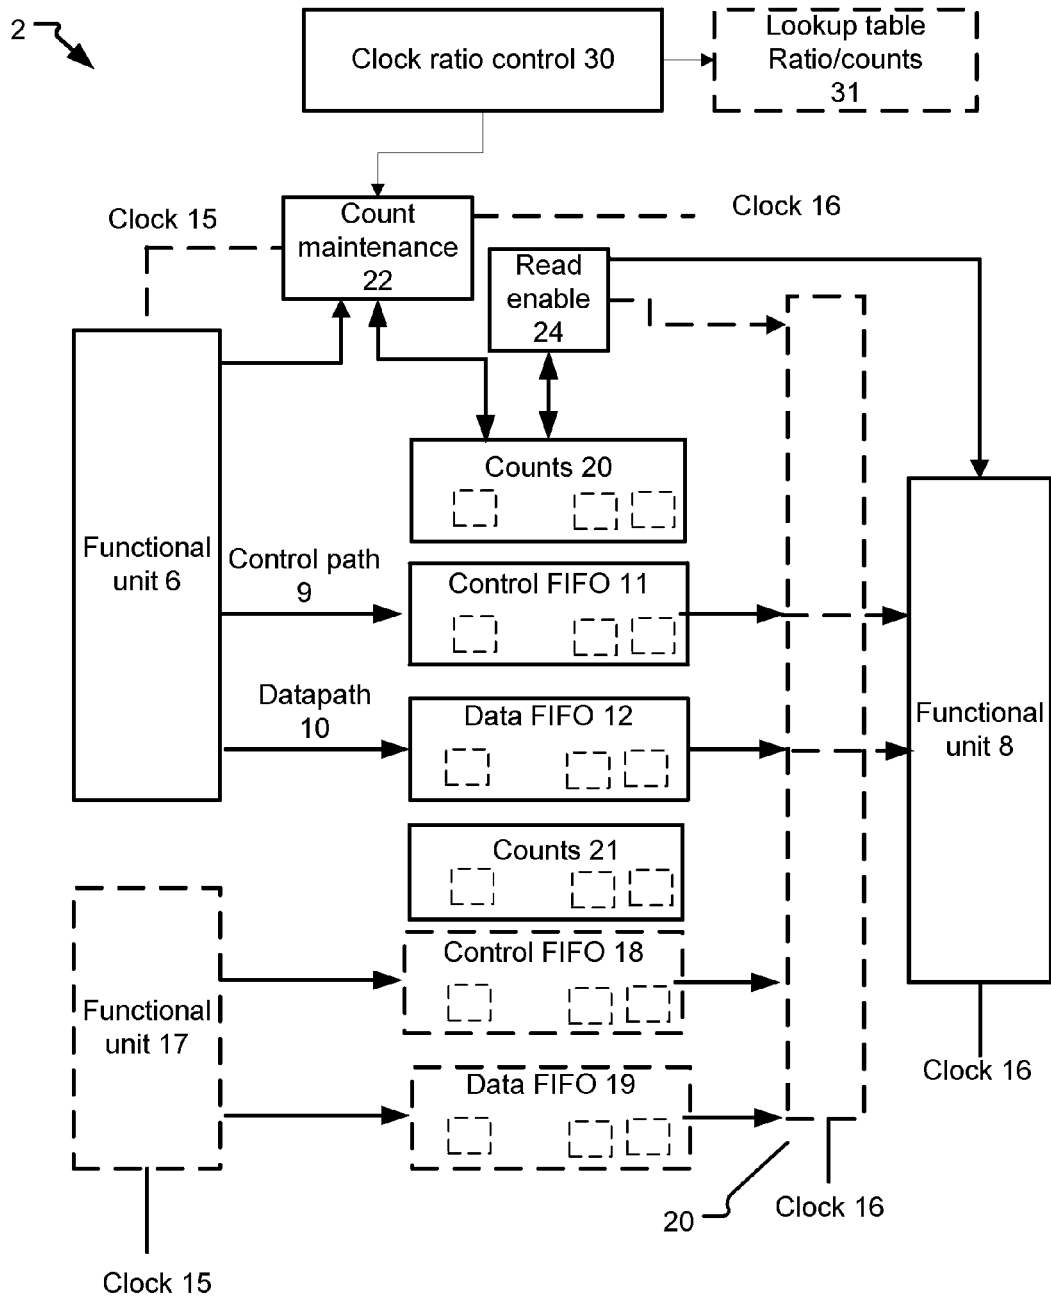 2
Clock ratio control 30
Lookup table
Ratio/counts
31
Clock 15
Count
maintenance
22
Clock 16
Read
enable
24
Counts 20
Functional
unit 6
Control path
9
Control FIFO 11
Datapath
10
Data FIFO 12
Functional
unit 8
Counts 21
Functional
unit 17
Control FIFO 18
Data FIFO 19
Clock 16
20
Clock 16
Clock 15